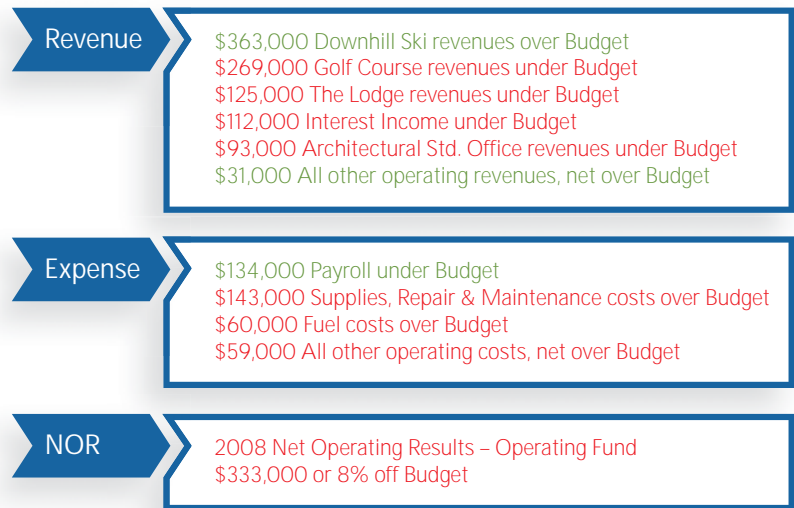 Revenue
$363,000 Downhill Ski revenues over Budget
$269,000 Golf Course revenues under Budget
$125,000 The Lodge revenues under Budget
$112,000 Interest Income under Budget
$93,000 Architectural Std. Office revenues under Budget
$31,000 All other operating revenues, net over Budget
Expense
$134,000 Payroll under Budget
$143,000 Supplies, Repair & Maintenance costs over Budget
$60,000 Fuel costs over Budget
$59,000 All other operating costs, net over Budget
NOR
2008 Net Operating Results – Operating Fund
$333,000 or 8% off Budget